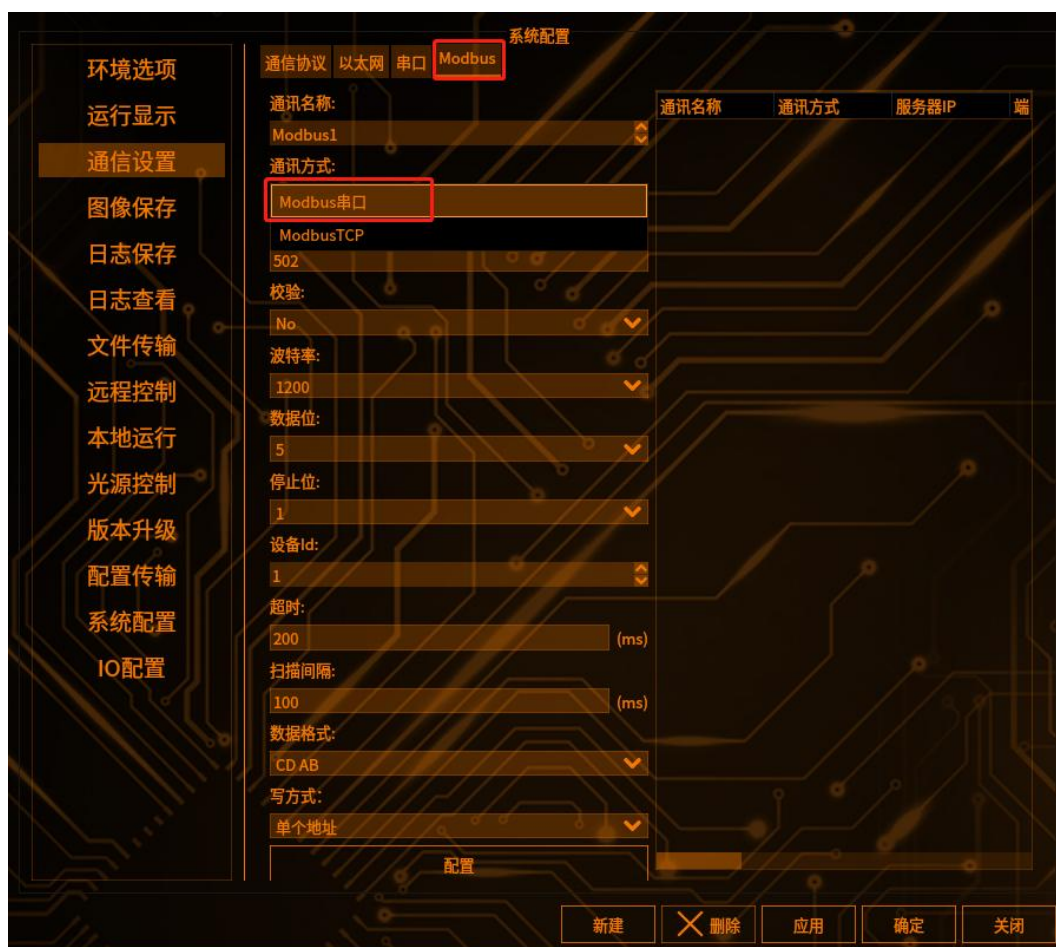 系统配置
环境选项
运行显示
通信设置
图像保存
日志保存
日志查看
文件传输
远程控制
本地运行
光源控制
版本升级
配置传输
系统配置
IO配置
通信协议 以太网 串口 Modbus
通讯名称:
Modbus1
通讯方式:
Modbus串口
ModbusTCP
502
校验:
No
波特率:
1200
数据位:
5
停止位:
1
设备Id:
1
超时:
200 (ms)
扫描间隔:
100 (ms)
数据格式:
CD AB
写方式:
单个地址
配置
通讯名称 通讯方式 服务器IP 端
新建 删除 应用 确定 关闭